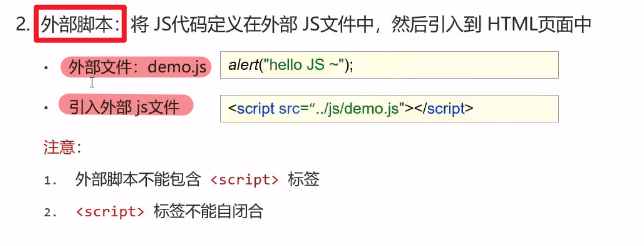 2. 外部脚本：将 JS代码定义在外部 JS文件中，然后引入到 HTML页面中
• 外部文件：demo.js alert("hello JS ~");
• 引入外部 js文件 <script src=“../js/demo.js"></script>
注意：
1. 外部脚本不能包含 <script> 标签
2. <script> 标签不能自闭合